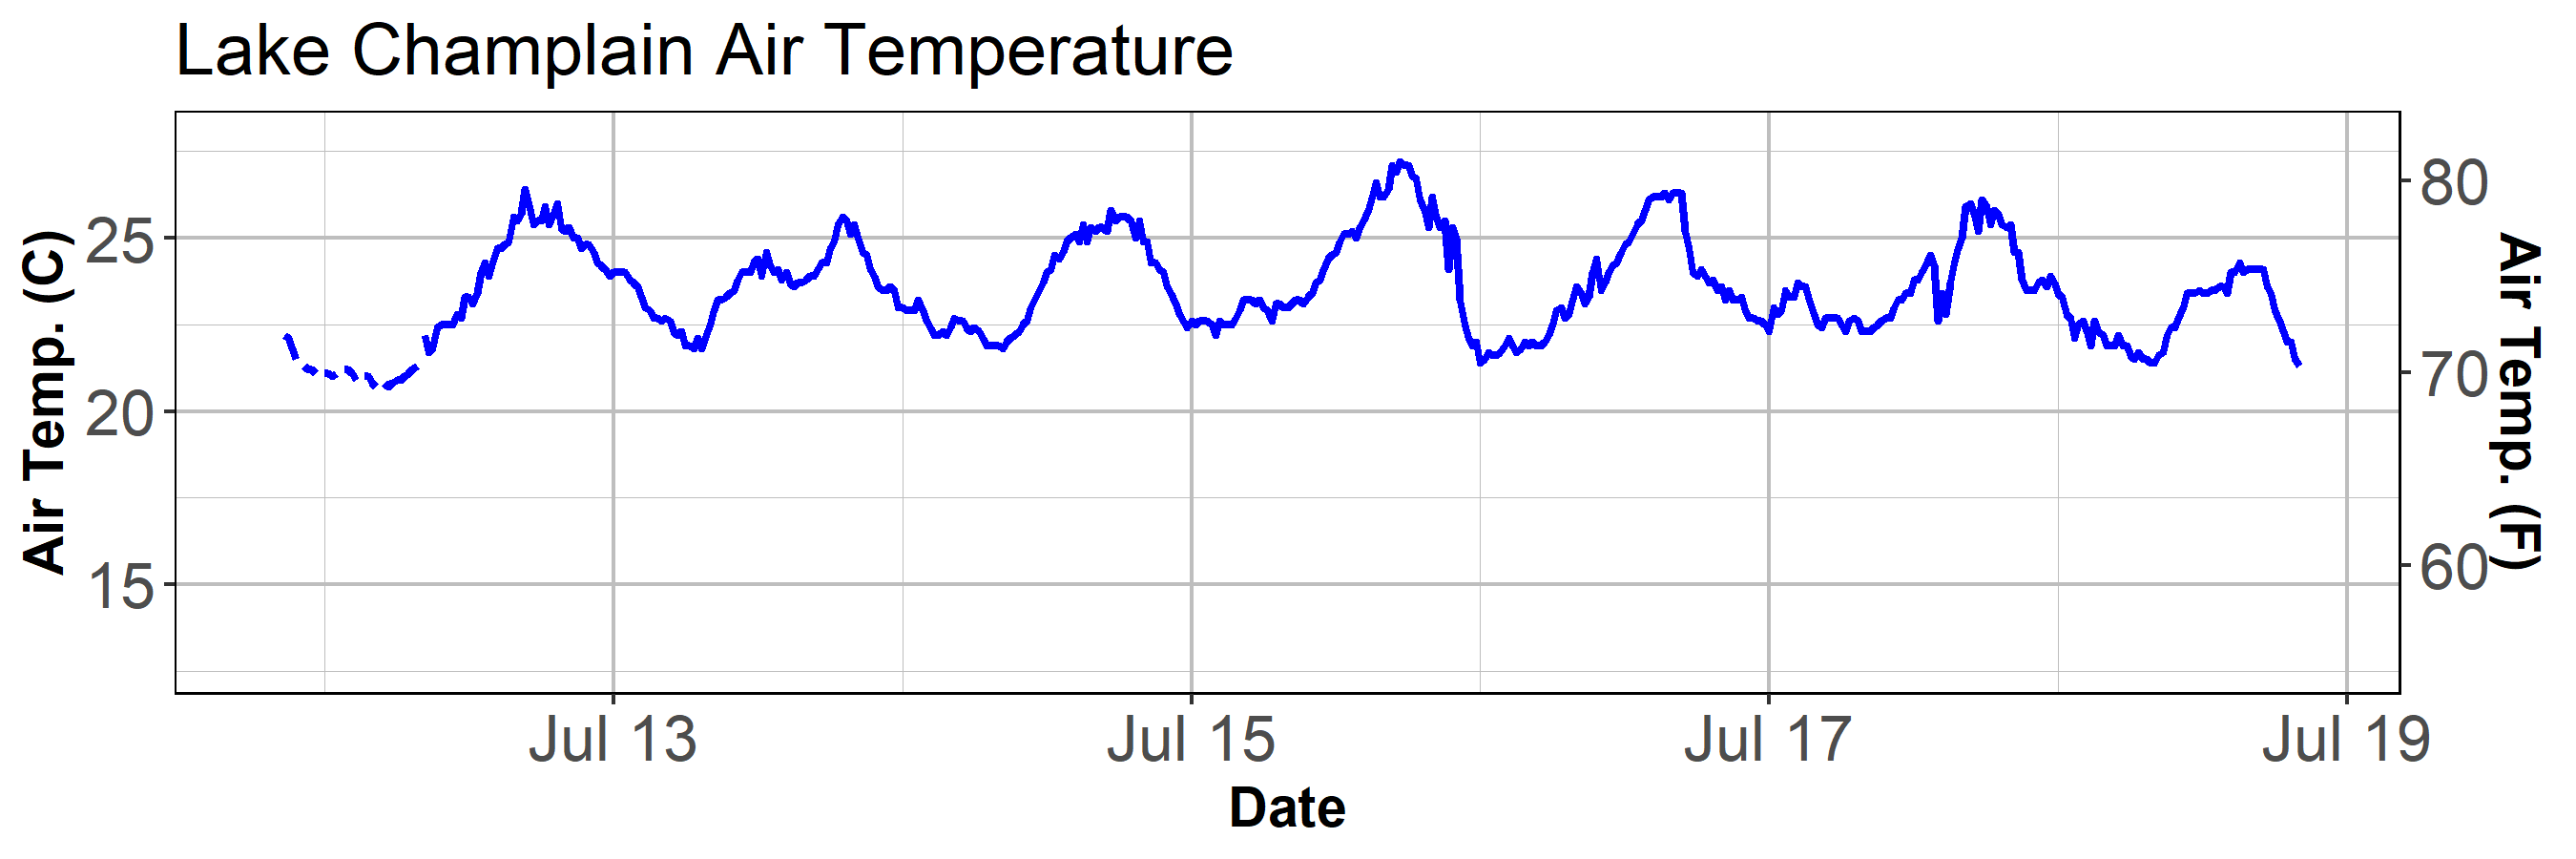 Lake Champlain Air Temperature
Air Temp. (C)
25
20
15
80
70
60
Air Temp. (F)
Jul 13
Jul 15
Jul 17
Jul 19
Date